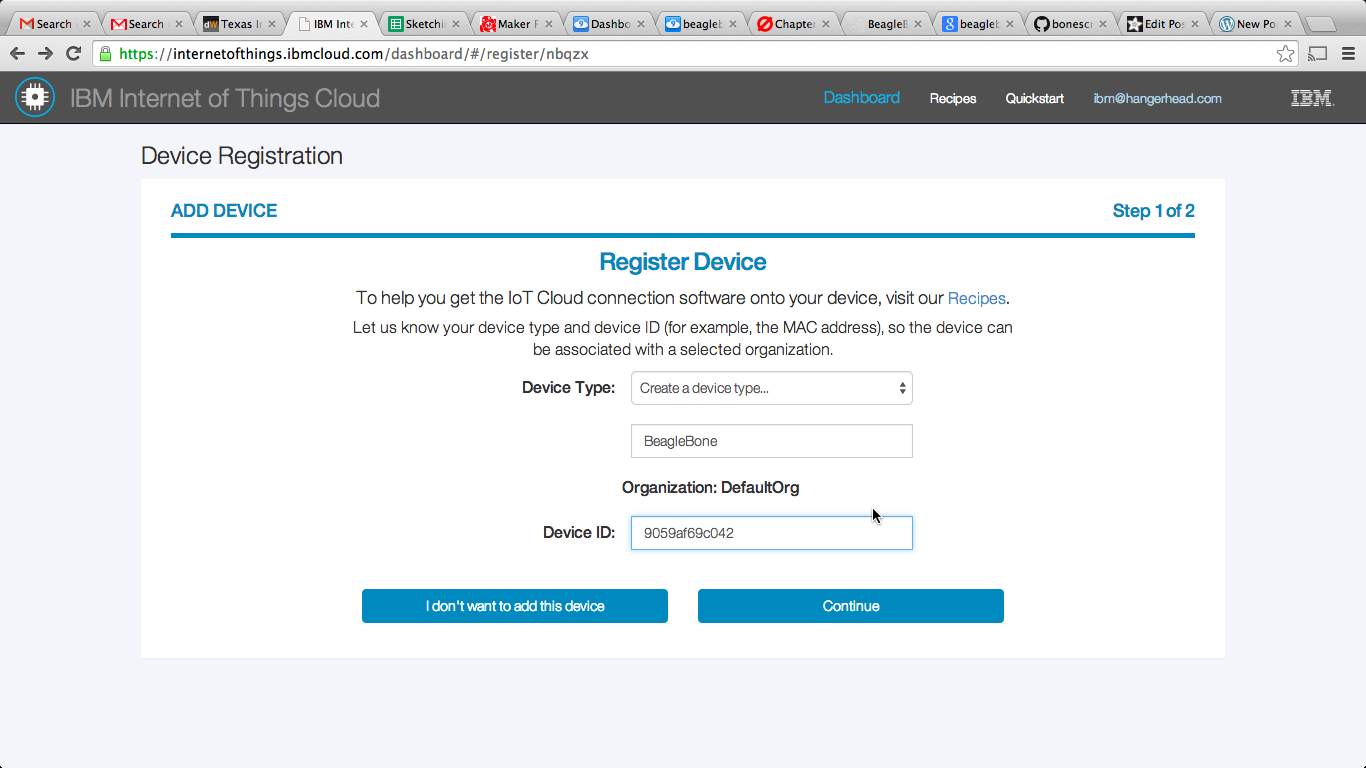 Search
Search
dW Texas I
IBM Inte
Sketchi
Maker F
Dashbo
beagleb
Chapte
BeagleB
beagleb
bonesc
Edit Po
New Po
https://internetofthings.ibmcloud.com/dashboard/#/register/nbqzx
IBM Internet of Things Cloud
Dashboard
Recipes
Quickstart
ibm@hangerhead.com
IBM
Device Registration
ADD DEVICE
Step 1 of 2
Register Device
To help you get the IoT Cloud connection software onto your device, visit our Recipes.
Let us know your device type and device ID (for example, the MAC address), so the device can
be associated with a selected organization.
Device Type:
Create a device type...
BeagleBone
Organization: DefaultOrg
Device ID:
9059af69c042
I don't want to add this device
Continue